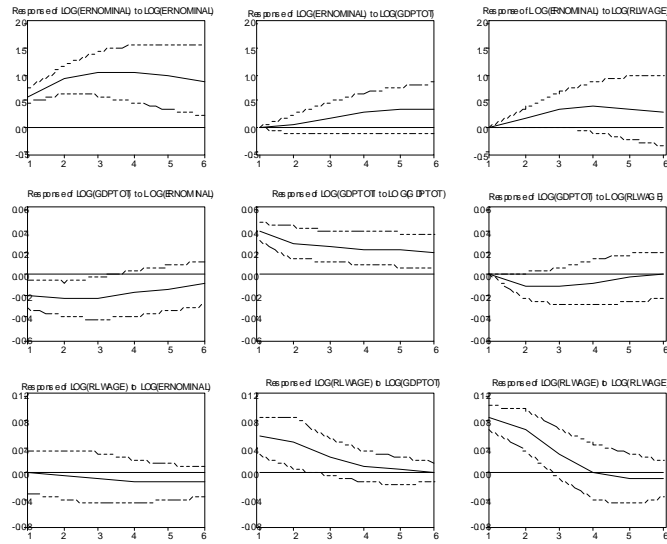 Response of LOG(ERNOMINAL) to LOG(ERNOMINAL)
Response of LOG(ERNOMINAL) to LOG(GDPTOT)
Response of LOG(ERNOMINAL) to LOG(RLWAGE)
2.0 1.5 1.0 0.5 0.0 -0.5
2.0 1.5 1.0 0.5 0.0 -0.5
2.0 1.5 1.0 0.5 0.0 -0.5
1 2 3 4 5 6
1 2 3 4 5 6
1 2 3 4 5 6
Response of LOG(GDPTOT) to LOG(ERNOMINAL)
Response of LOG(GDPTOT) to LOG(GDPTOT)
Response of LOG(GDPTOT) to LOG(RLWAGE)
0.06 0.04 0.02 0.00 -0.02 -0.04 -0.06
0.06 0.04 0.02 0.00 -0.02 -0.04 -0.06
0.06 0.04 0.02 0.00 -0.02 -0.04 -0.06
1 2 3 4 5 6
1 2 3 4 5 6
1 2 3 4 5 6
Response of LOG(RLWAGE) to LOG(ERNOMINAL)
Response of LOG(RLWAGE) to LOG(GDPTOT)
Response of LOG(RLWAGE) to LOG(RLWAGE)
0.12 0.08 0.04 0.00 -0.04 -0.08
0.12 0.08 0.04 0.00 -0.04 -0.08
0.12 0.08 0.04 0.00 -0.04 -0.08
1 2 3 4 5 6
1 2 3 4 5 6
1 2 3 4 5 6